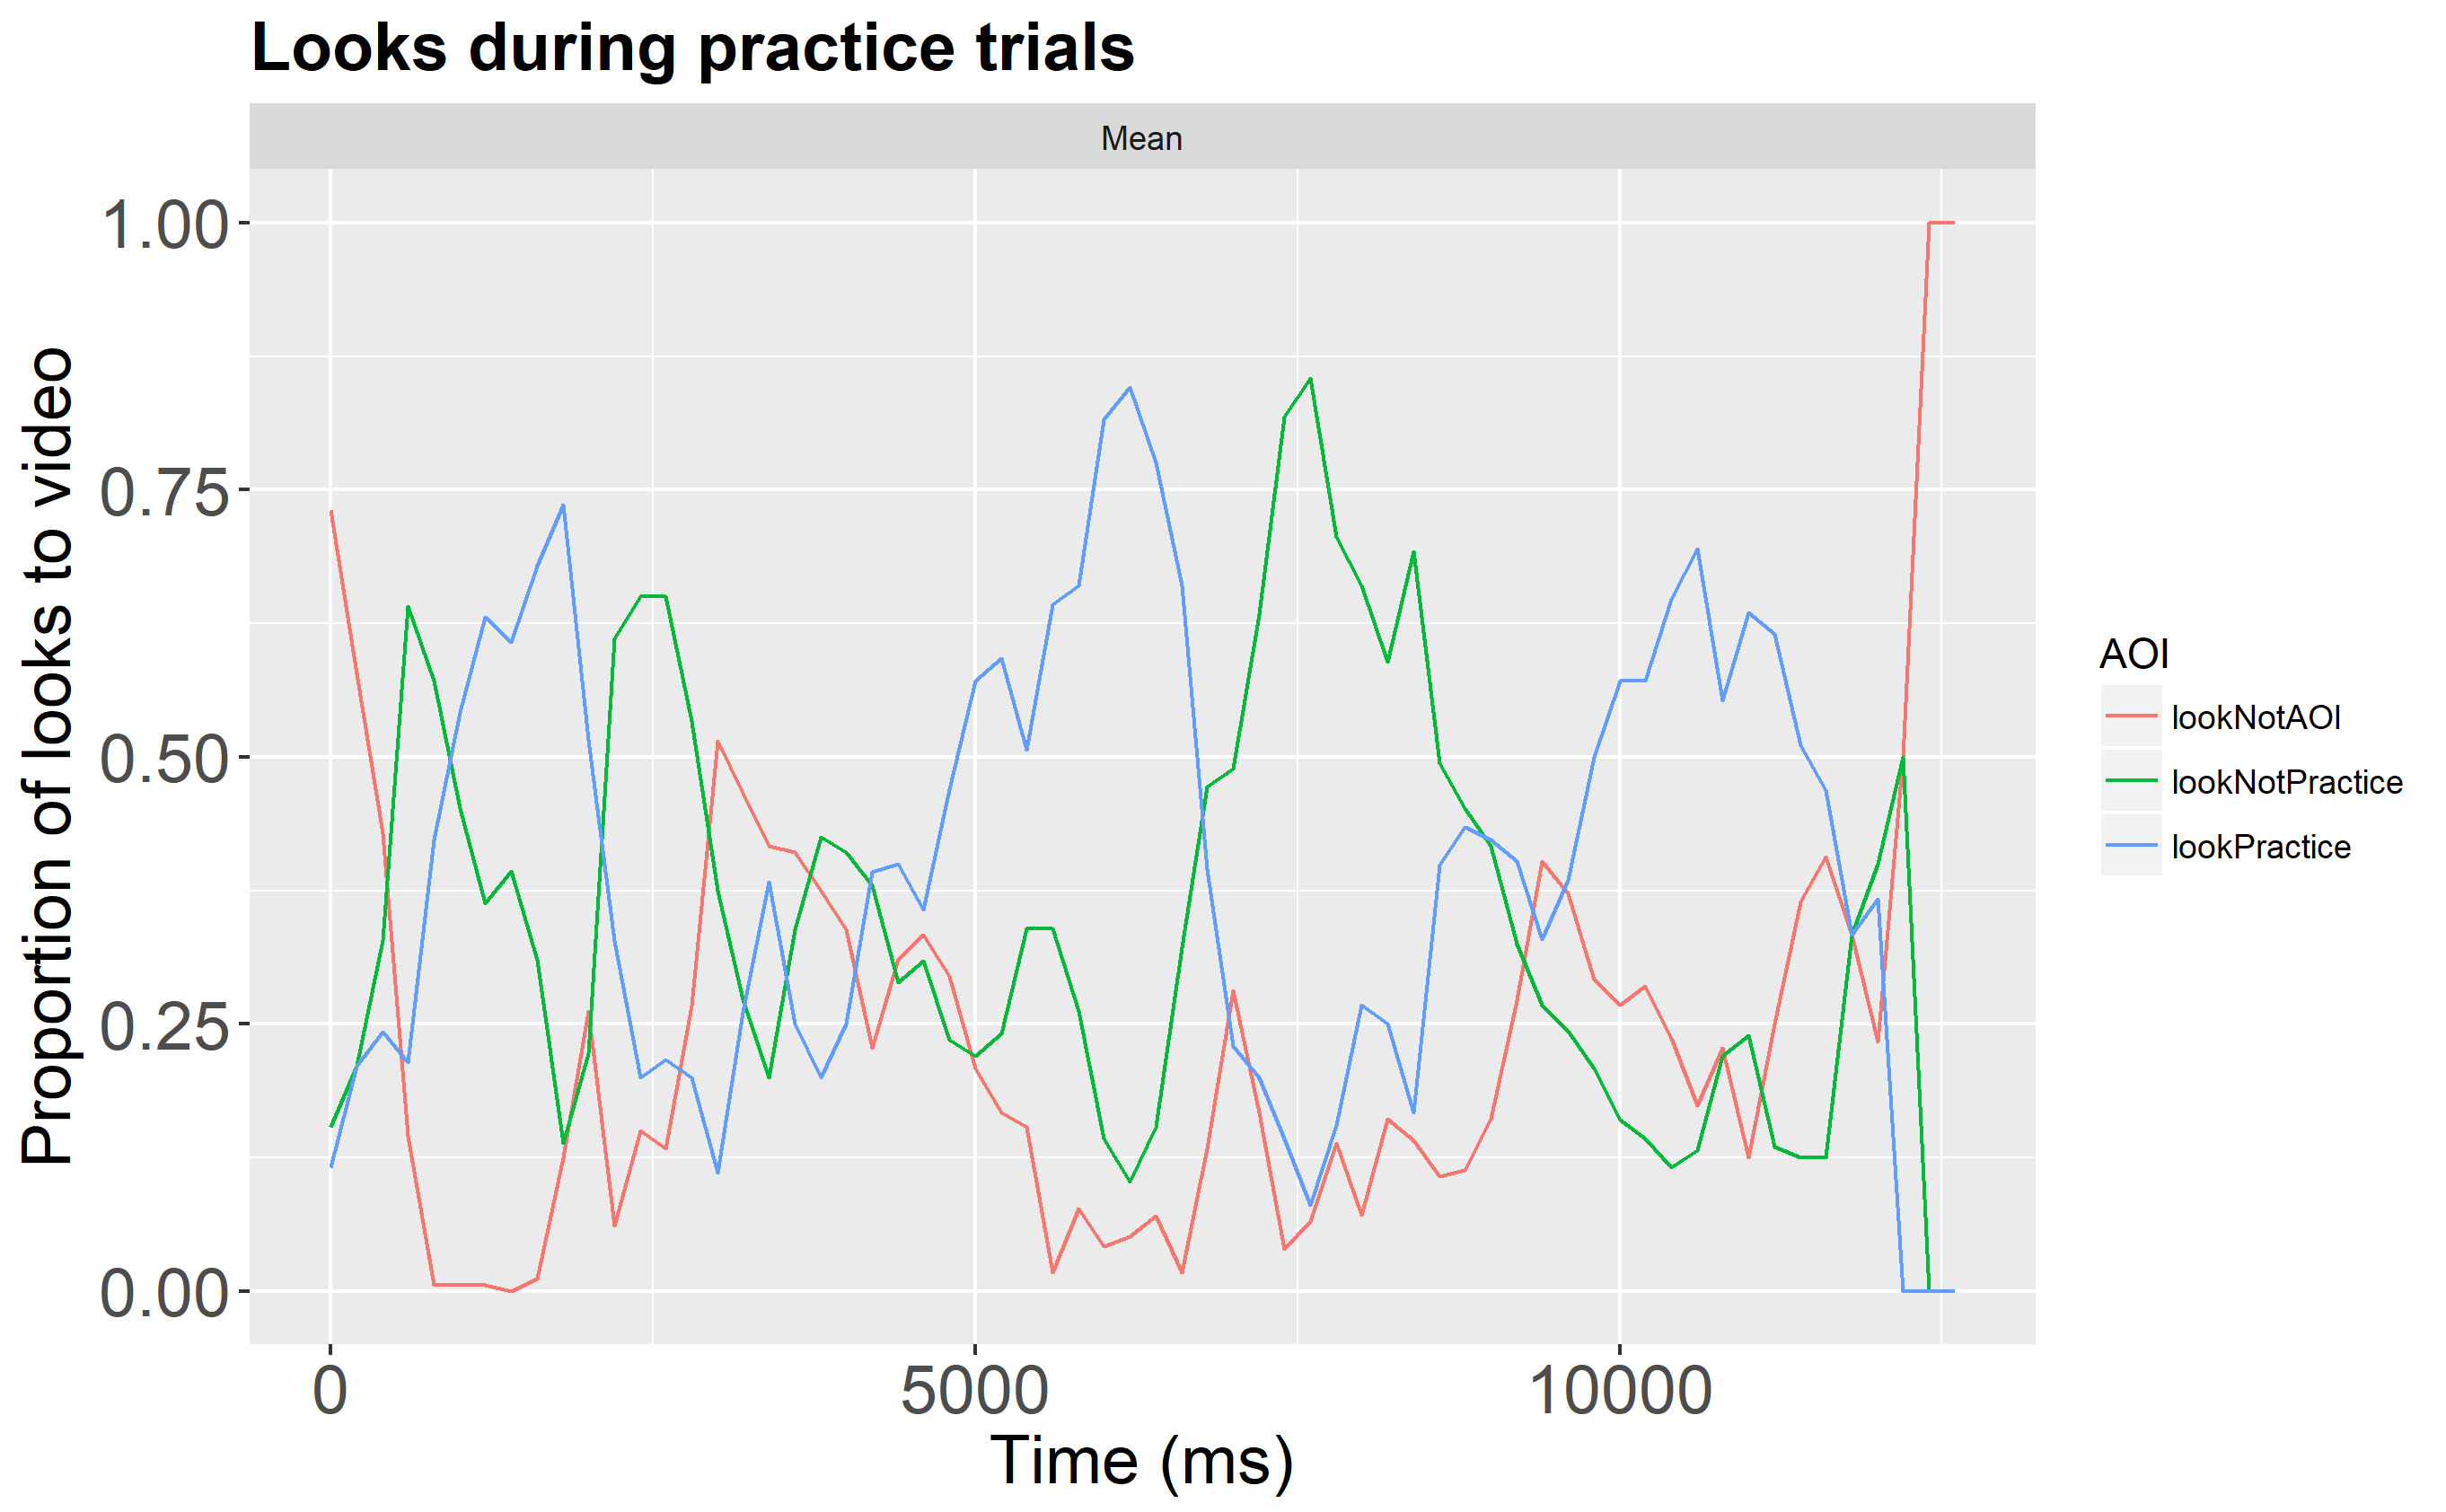 Looks during practice trials
Mean
Proportion of looks to video
1.00
0.75
0.50
0.25
0.00
0
5000
10000
Time (ms)
AOI
lookNotAOI
lookNotPractice
lookPractice